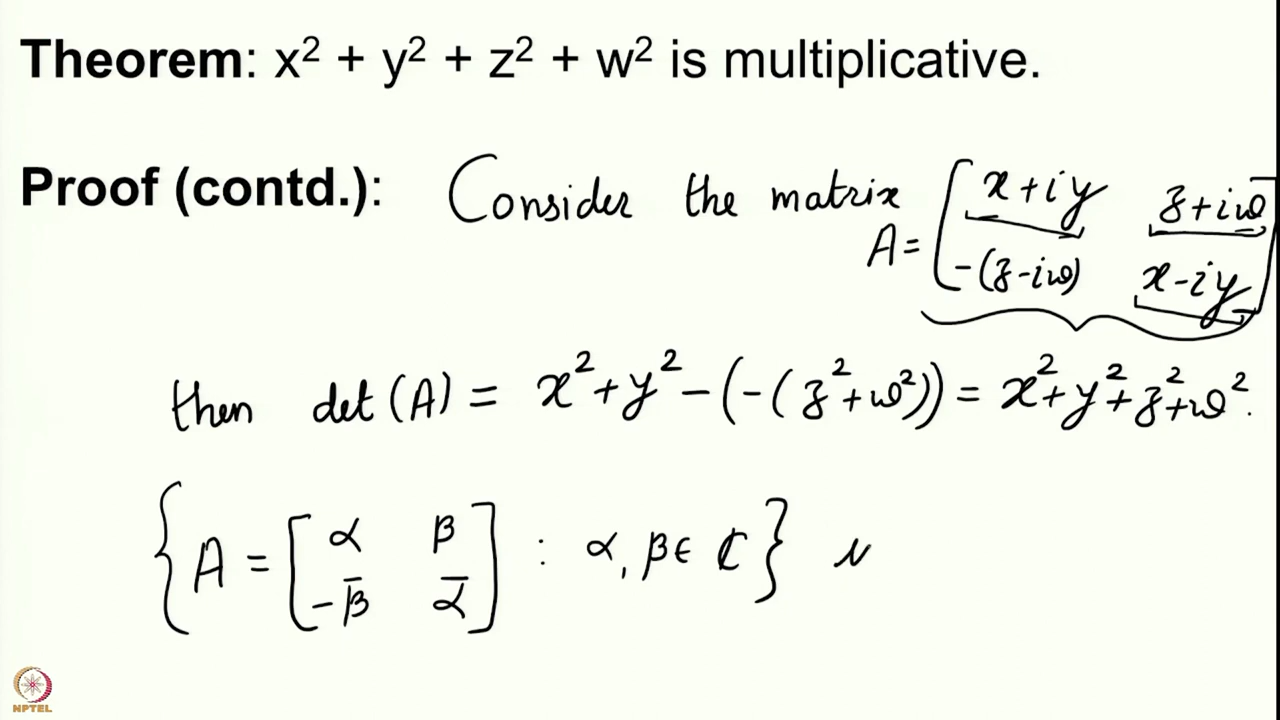 Theorem: x² + y² + z² + w² is multiplicative.
Proof (contd.): Consider the matrix
A = [ x+iy z+iw
-(z-iw) x-iy ]
then det(A) = x²+y² - (-(z²+w²)) = x²+y²+z²+w².
{ A = [ α β
-β̅ α̅ ] : α, β ∈ ℂ }
NPTEL